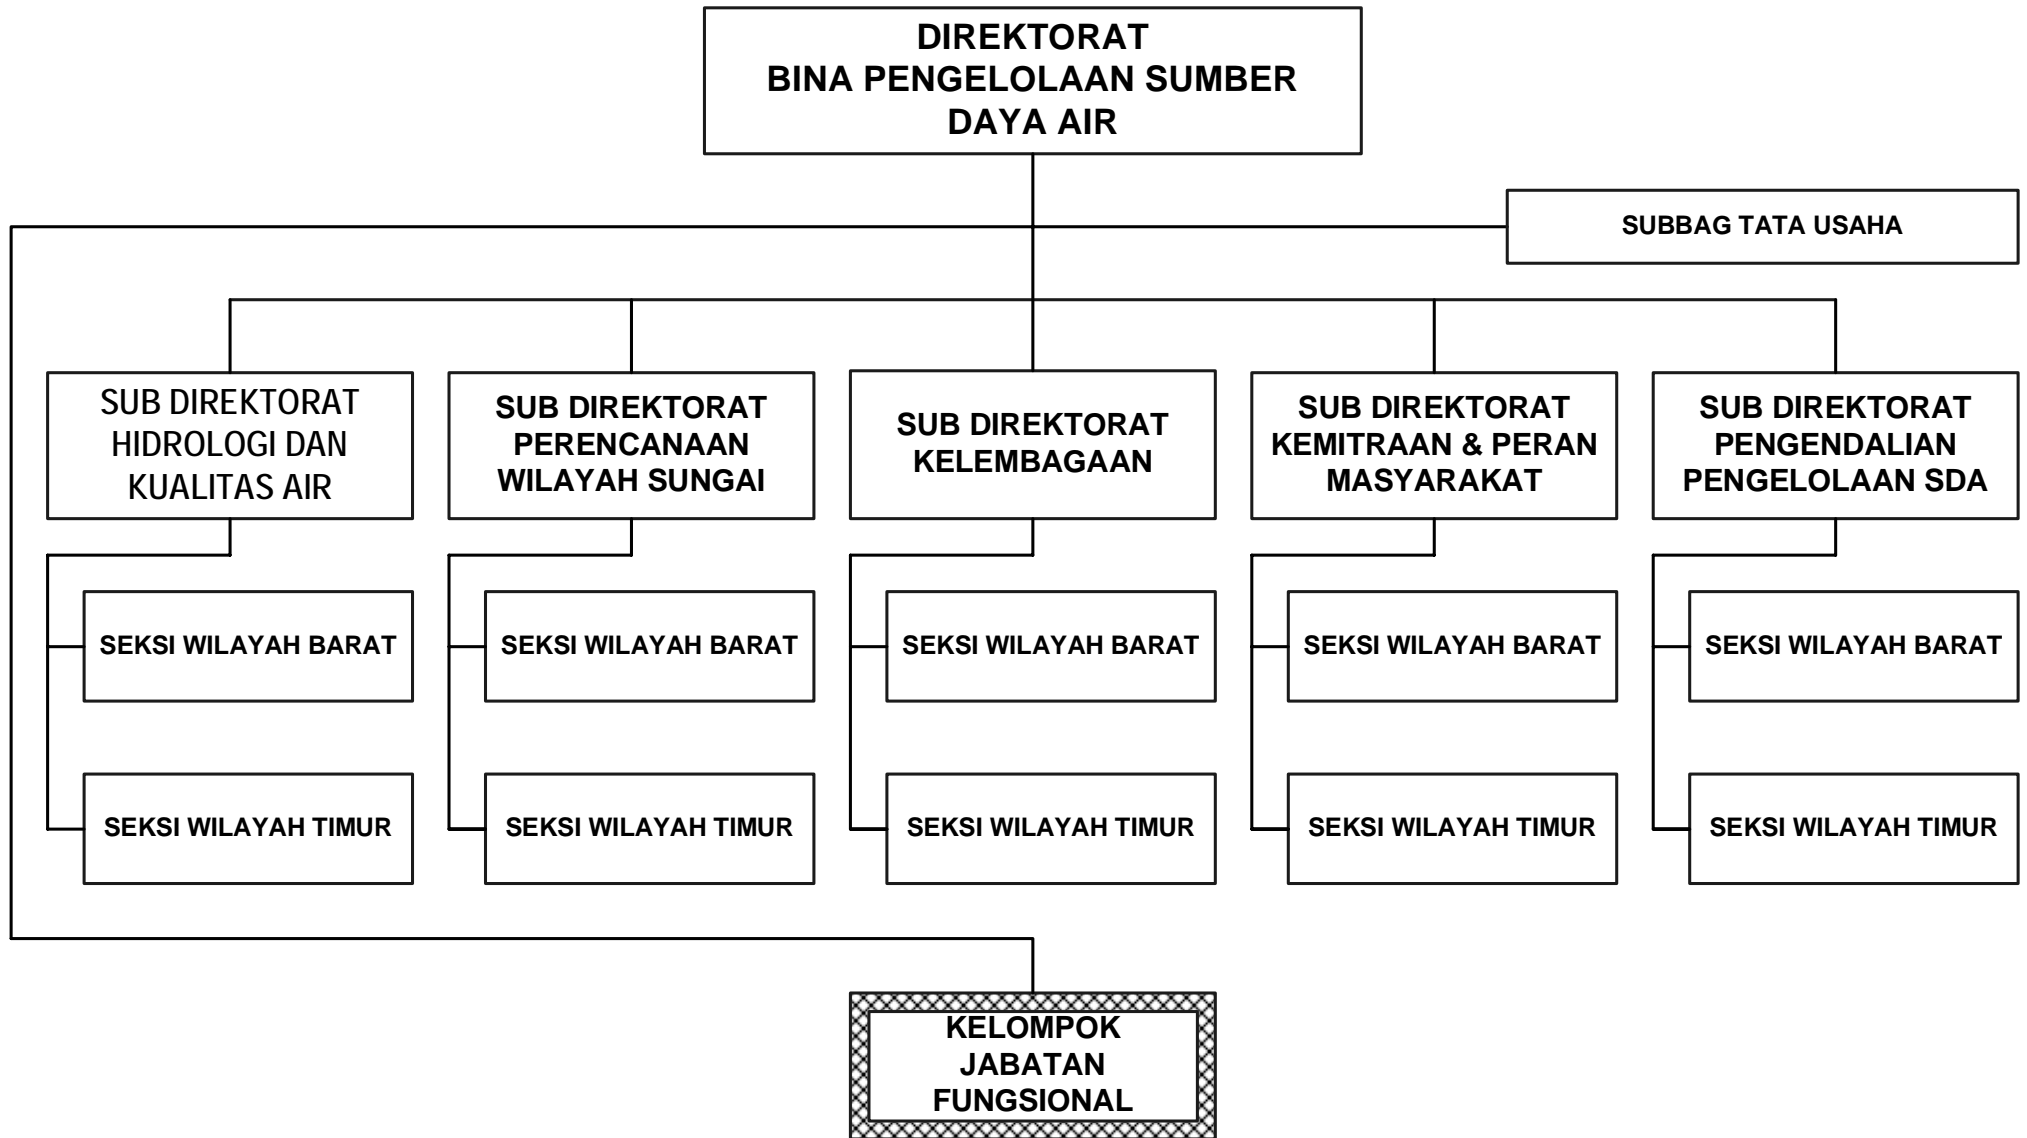 DIREKTORAT
BINA PENGELOLAAN SUMBER
DAYA AIR
SUBBAG TATA USAHA
SUB DIREKTORAT
HIDROLOGI DAN
KUALITAS AIR
SUB DIREKTORAT
PERENCANAAN
WILAYAH SUNGAI
SUB DIREKTORAT
KELEMBAGAAN
SUB DIREKTORAT
KEMITRAAN & PERAN
MASYARAKAT
SUB DIREKTORAT
PENGENDALIAN
PENGELOLAAN SDA
SEKSI WILAYAH BARAT
SEKSI WILAYAH BARAT
SEKSI WILAYAH BARAT
SEKSI WILAYAH BARAT
SEKSI WILAYAH BARAT
SEKSI WILAYAH TIMUR
SEKSI WILAYAH TIMUR
SEKSI WILAYAH TIMUR
SEKSI WILAYAH TIMUR
SEKSI WILAYAH TIMUR
KELOMPOK
JABATAN
FUNGSIONAL